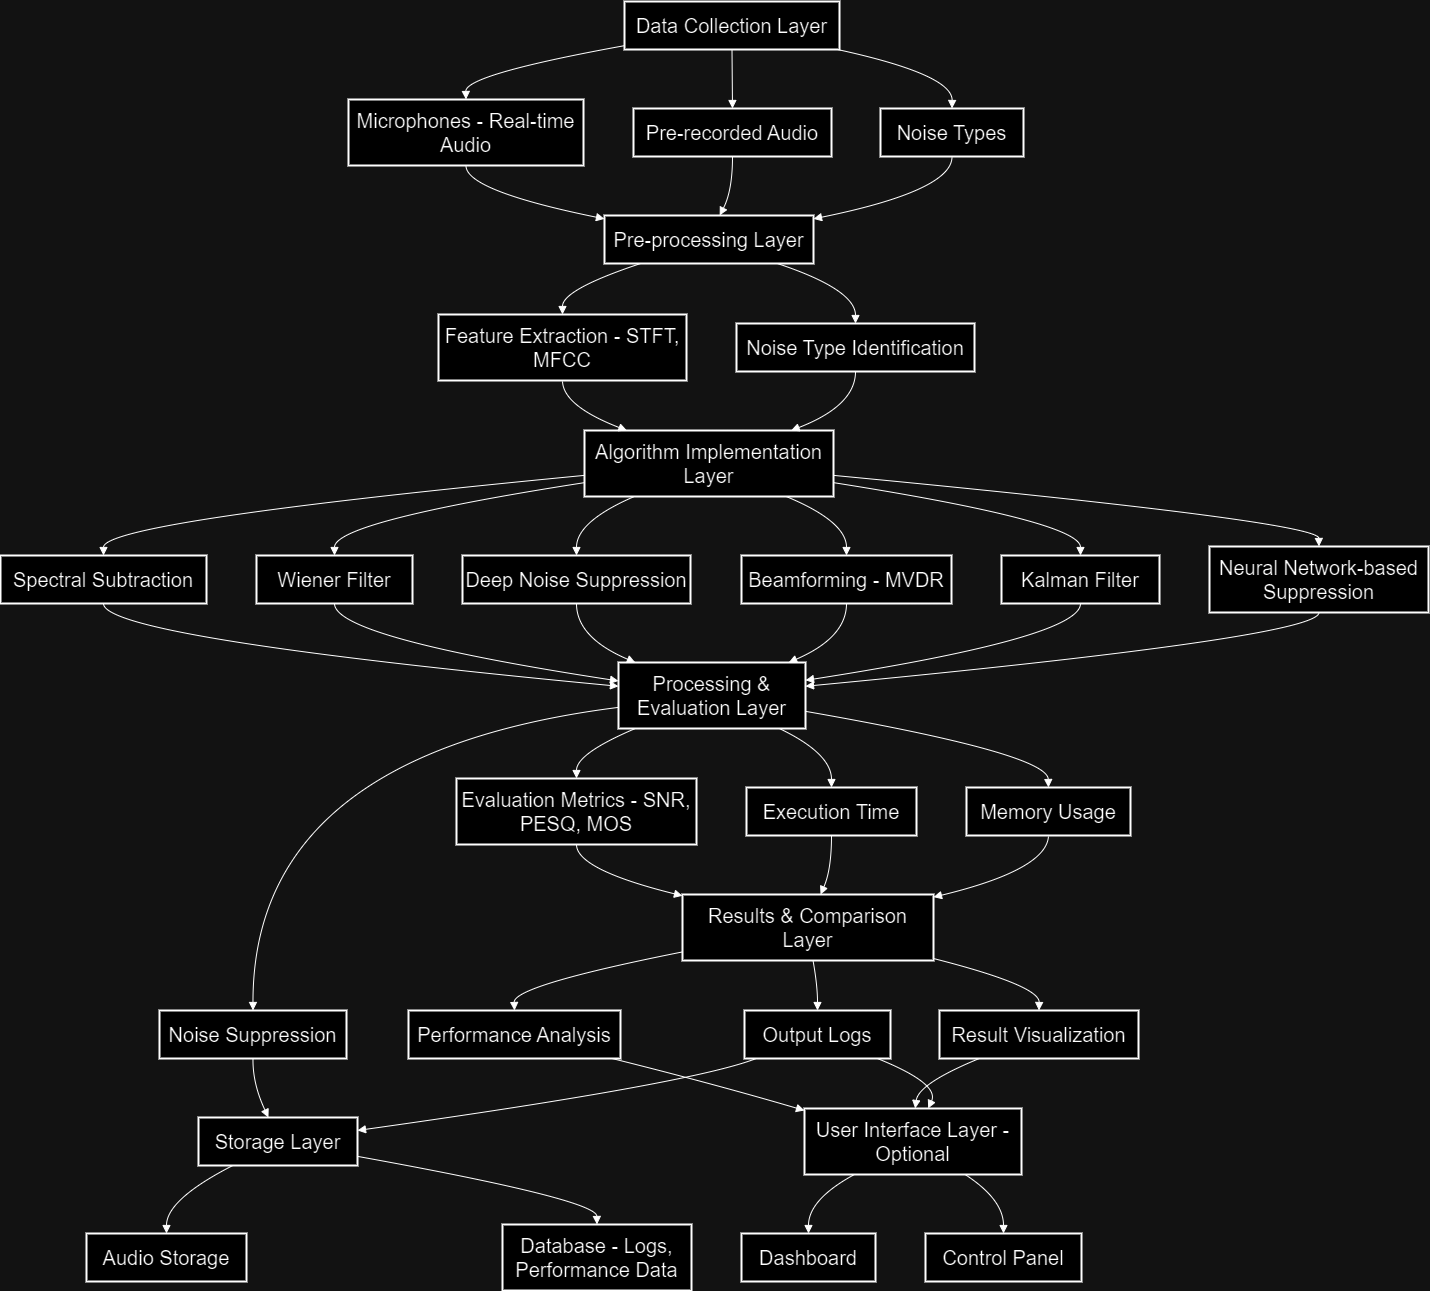 Data Collection Layer
Microphones - Real-time
Audio
Pre-recorded Audio
Noise Types
Pre-processing Layer
Feature Extraction - STFT,
MFCC
Noise Type Identification
Algorithm Implementation
Layer
Spectral Subtraction
Wiener Filter
Deep Noise Suppression
Beamforming - MVDR
Kalman Filter
Neural Network-based
Suppression
Processing &
Evaluation Layer
Evaluation Metrics - SNR,
PESQ, MOS
Execution Time
Memory Usage
Results & Comparison
Layer
Noise Suppression
Performance Analysis
Output Logs
Result Visualization
Storage Layer
User Interface Layer -
Optional
Audio Storage
Database - Logs,
Performance Data
Dashboard
Control Panel